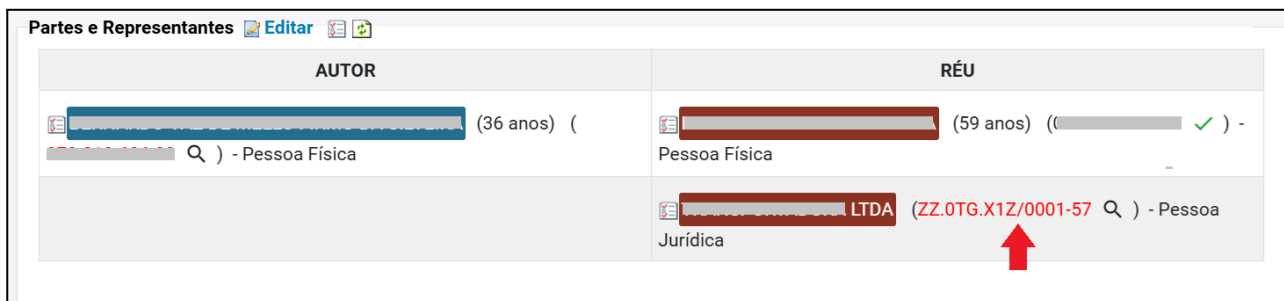 Partes e Representantes Editar
AUTOR RÉU
(36 anos) ( (59 anos) ( ) -
) - Pessoa Física Pessoa Física
LTDA (ZZ.0TG.X1Z/0001-57 ) - Pessoa
Jurídica